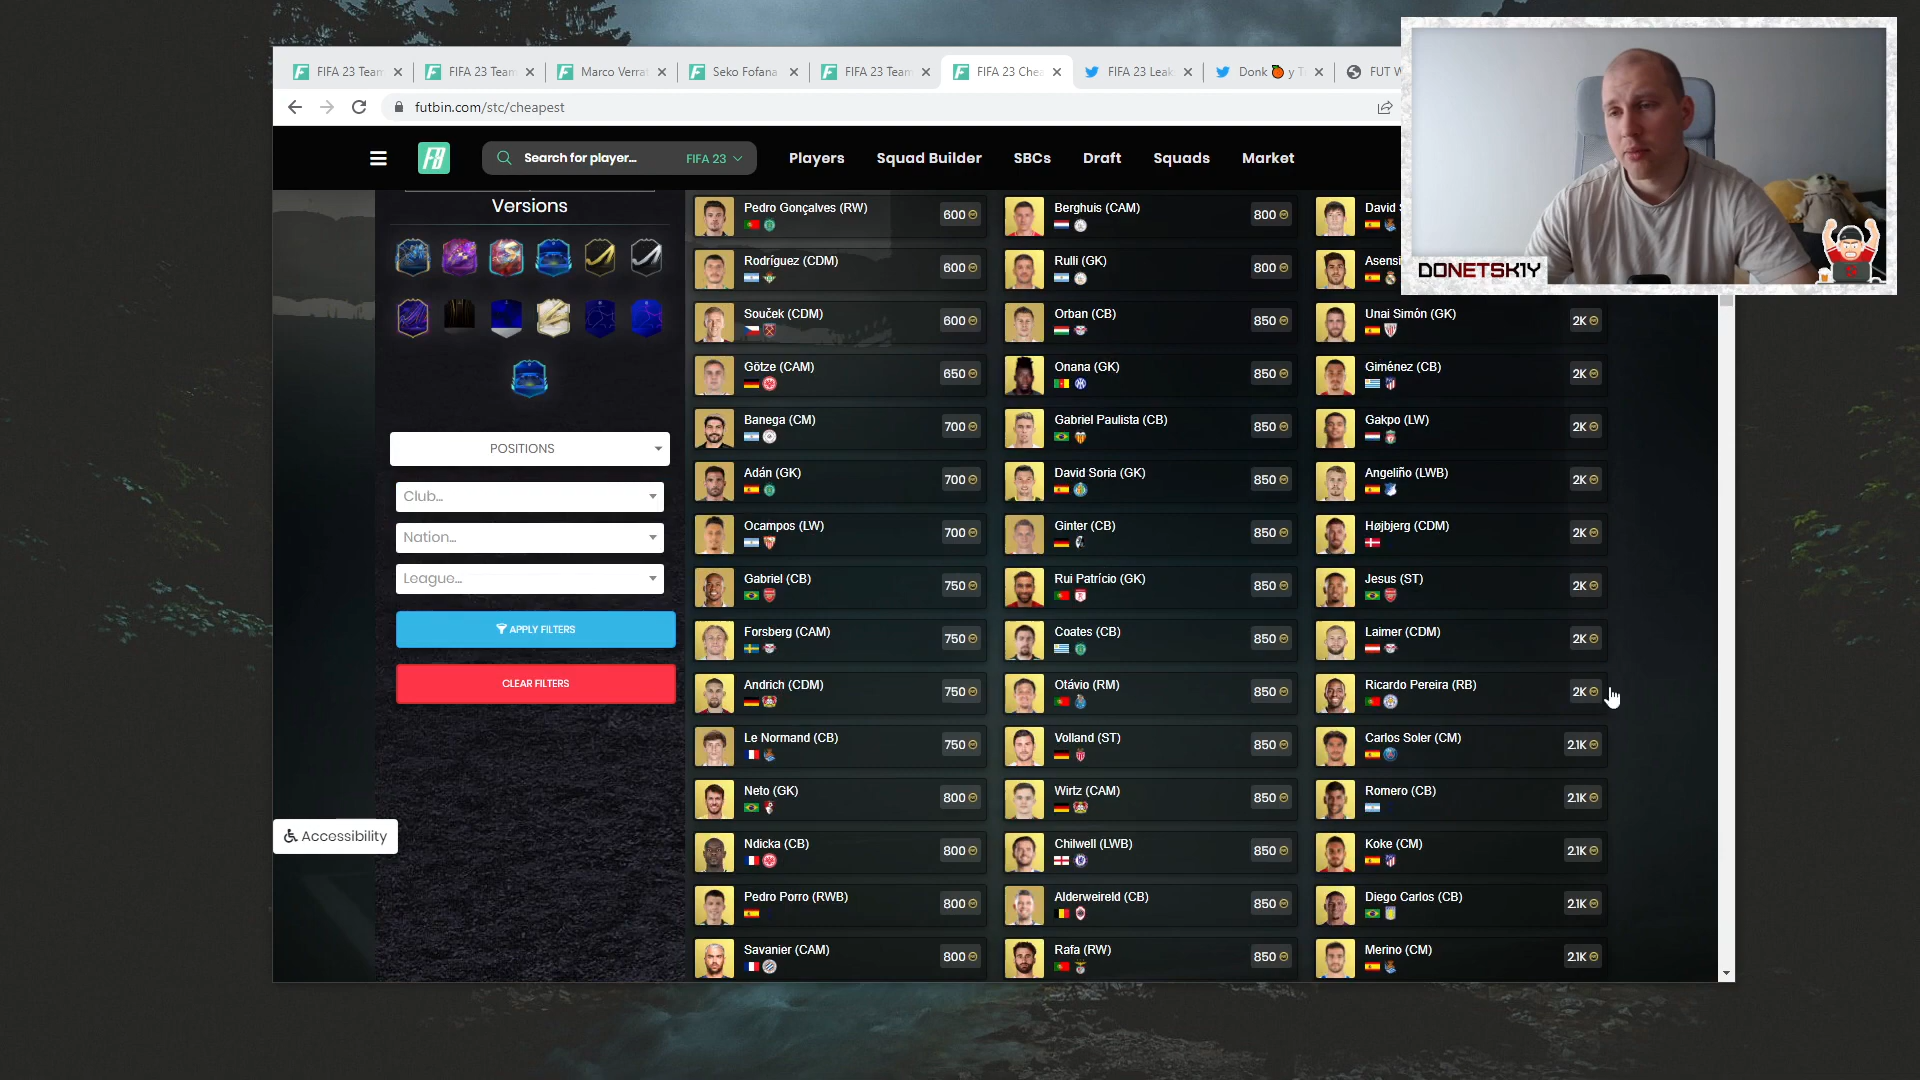 FIFA 23 Team
FIFA 23 Team
Marco Verrat
Seko Fofana
FIFA 23 Team
FIFA 23 Chea
FIFA 23 Leak
Donk 🍊 y T
FUT W
futbin.com/stc/cheapest
FB
Search for player...
FIFA 23
Players
Squad Builder
SBCs
Draft
Squads
Market
DONETSK1Y
Versions
POSITIONS
Club...
Nation...
League...
APPLY FILTERS
CLEAR FILTERS
Accessibility
Pedro Gonçalves (RW) 600
Rodríguez (CDM) 600
Souček (CDM) 600
Götze (CAM) 650
Banega (CM) 700
Adán (GK) 700
Ocampos (LW) 700
Gabriel (CB) 750
Forsberg (CAM) 750
Andrich (CDM) 750
Le Normand (CB) 750
Neto (GK) 800
Ndicka (CB) 800
Pedro Porro (RWB) 800
Savanier (CAM) 800
Berghuis (CAM) 800
Rulli (GK) 800
Orban (CB) 850
Onana (GK) 850
Gabriel Paulista (CB) 850
David Soria (GK) 850
Ginter (CB) 850
Rui Patrício (GK) 850
Coates (CB) 850
Otávio (RM) 850
Volland (ST) 850
Wirtz (CAM) 850
Chilwell (LWB) 850
Alderweireld (CB) 850
Rafa (RW) 850
David
Asensi
Unai Simón (GK) 2K
Giménez (CB) 2K
Gakpo (LW) 2K
Angeliño (LWB) 2K
Højbjerg (CDM) 2K
Jesus (ST) 2K
Laimer (CDM) 2K
Ricardo Pereira (RB) 2K
Carlos Soler (CM) 2.1K
Romero (CB) 2.1K
Koke (CM) 2.1K
Diego Carlos (CB) 2.1K
Merino (CM) 2.1K